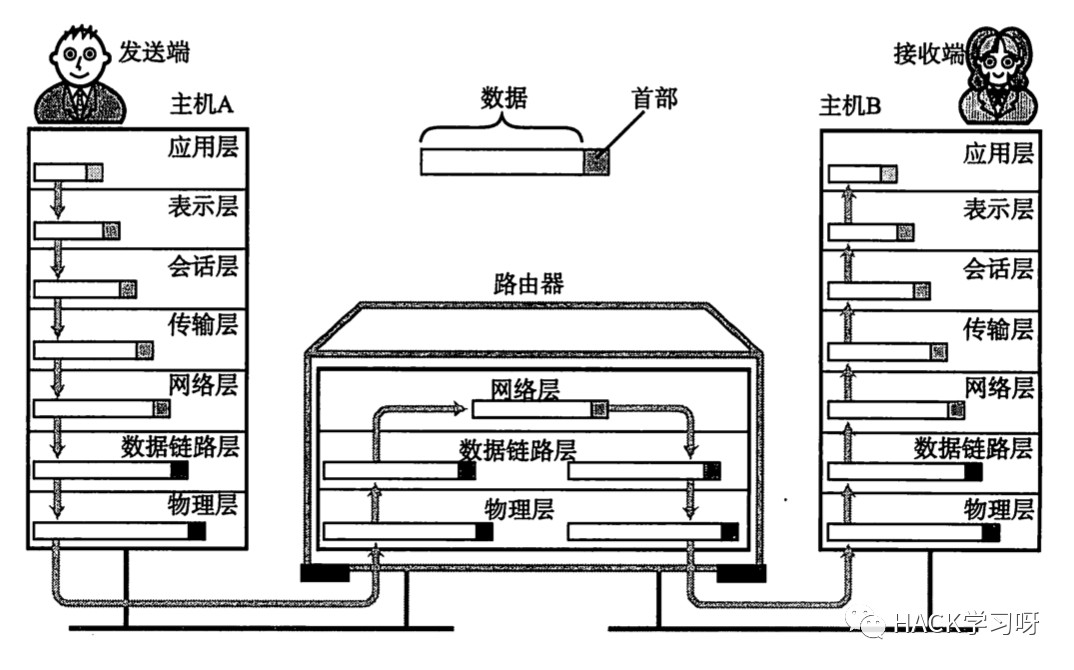 发送端
接收端
主机A
数据
首部
主机B
应用层
表示层
会话层
传输层
网络层
数据链路层
物理层
路由器
网络层
数据链路层
物理层
应用层
表示层
会话层
传输层
网络层
数据链路层
物理层
HACK学习呀